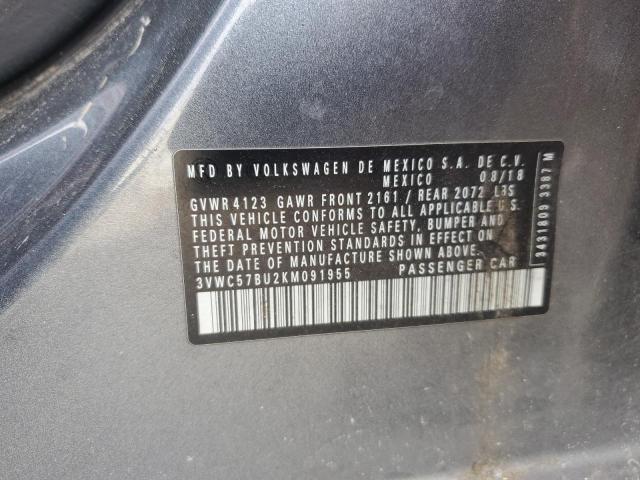 MFD BY VOLKSWAGEN DE MEXICO S.A. DE C.V.
MEXICO 08/18
GVWR 4123 GAWR FRONT 2161 / REAR 2072 LBS
THIS VEHICLE CONFORMS TO ALL APPLICABLE U.S.
FEDERAL MOTOR VEHICLE SAFETY, BUMPER AND
THEFT PREVENTION STANDARDS IN EFFECT ON
THE DATE OF MANUFACTURE SHOWN ABOVE.
3VWC57BU2KM091955 PASSENGER CAR
3431809 3387 M